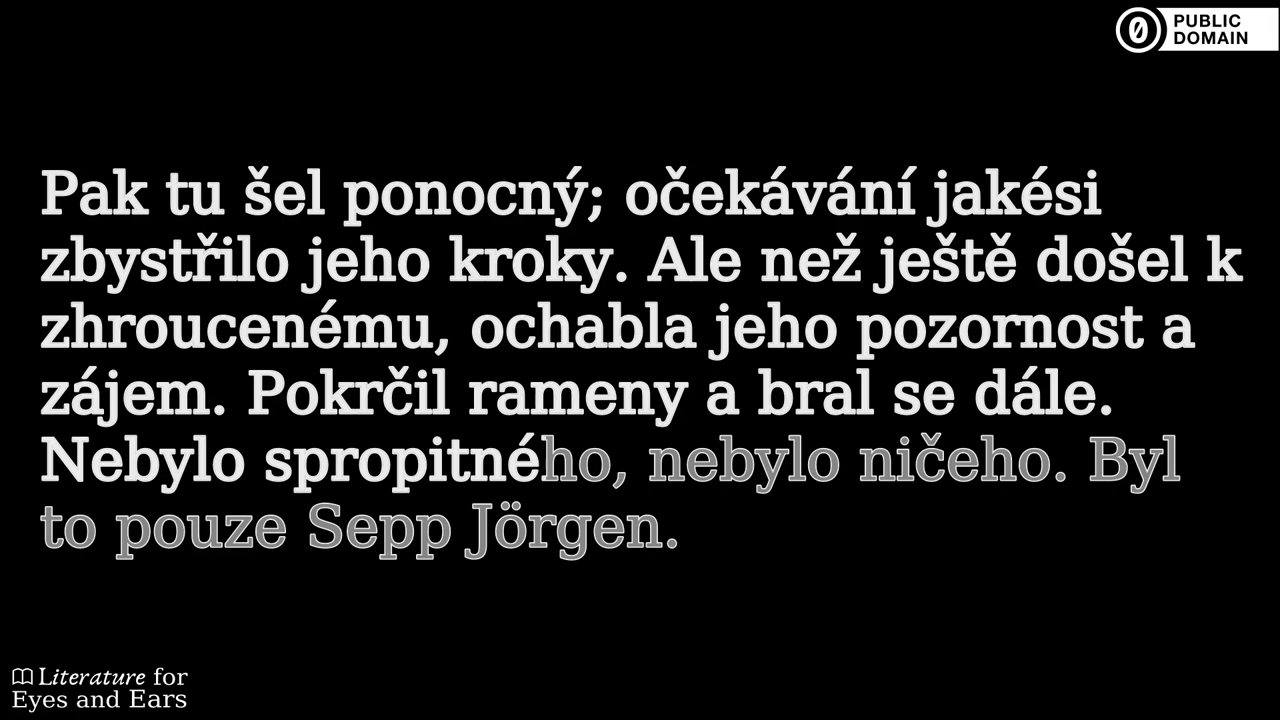 PUBLIC
DOMAIN
Pak tu šel ponocný; očekávání jakési
zbystřilo jeho kroky. Ale než ještě došel k
zhroucenému, ochabla jeho pozornost a
zájem. Pokrčil rameny a bral se dále.
Nebylo spropitného, nebylo ničeho. Byl
to pouze Sepp Jörgen.
Literature for
Eyes and Ears